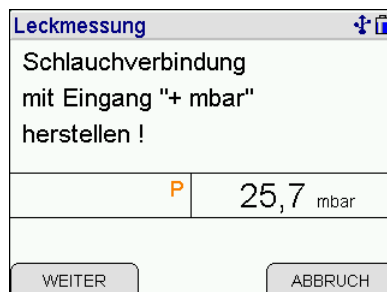 Leckmessung
Schlauchverbindung
mit Eingang "+ mbar"
herstellen !
P 25,7 mbar
WEITER ABBRUCH